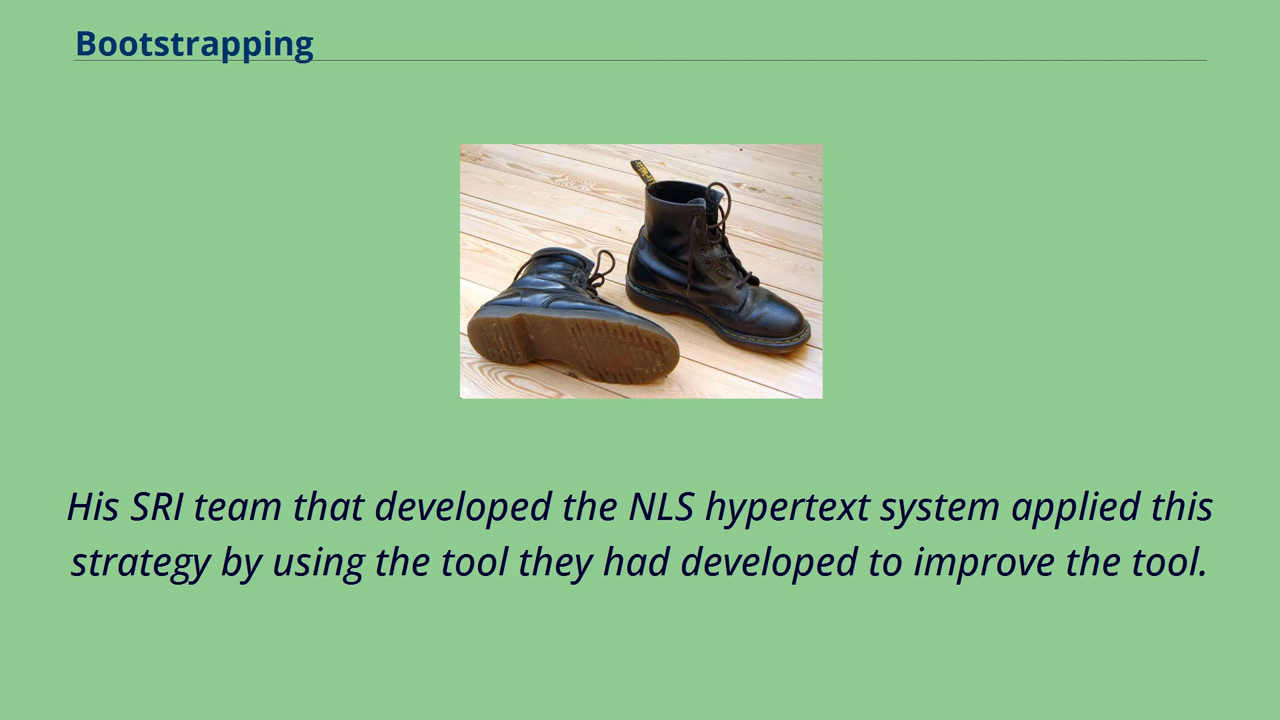 Bootstrapping
His SRI team that developed the NLS hypertext system applied this
strategy by using the tool they had developed to improve the tool.